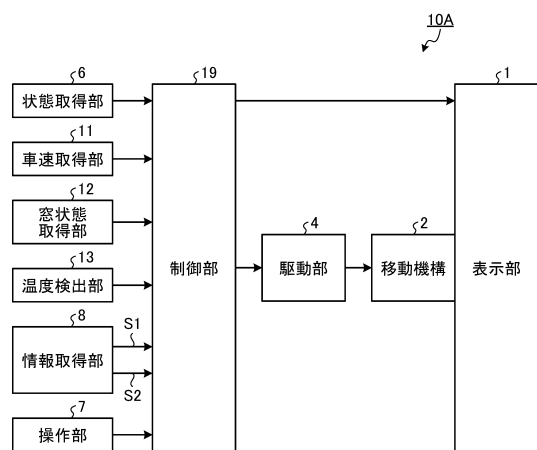 10A
6
状態取得部
11
車速取得部
12
窓状態
取得部
13
温度検出部
8
情報取得部
S1
S2
7
操作部
19
制御部
4
駆動部
2
移動機構
1
表示部